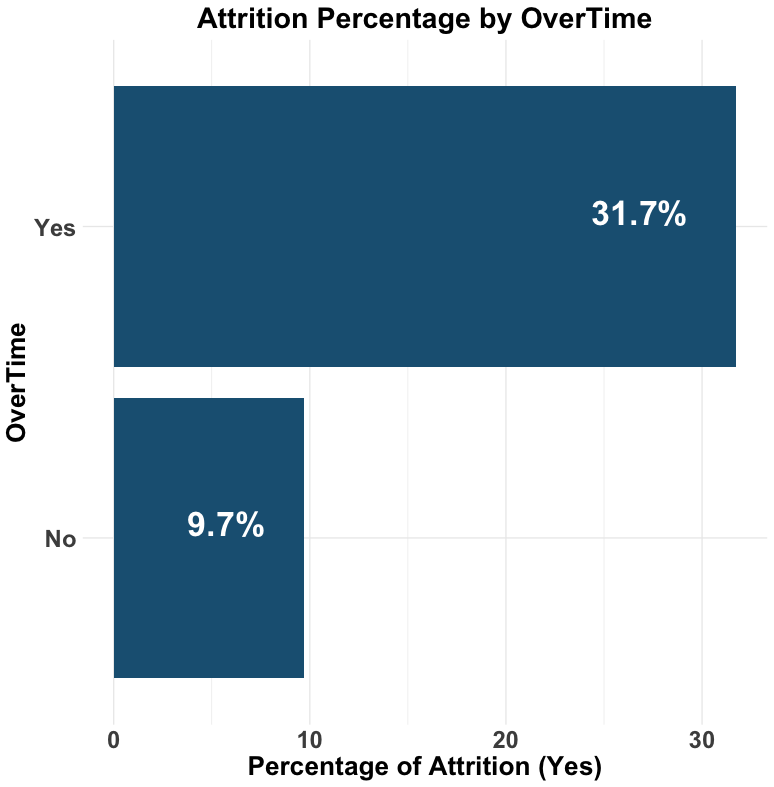 Attrition Percentage by OverTime
Yes
31.7%
OverTime
No
9.7%
0 10 20 30
Percentage of Attrition (Yes)